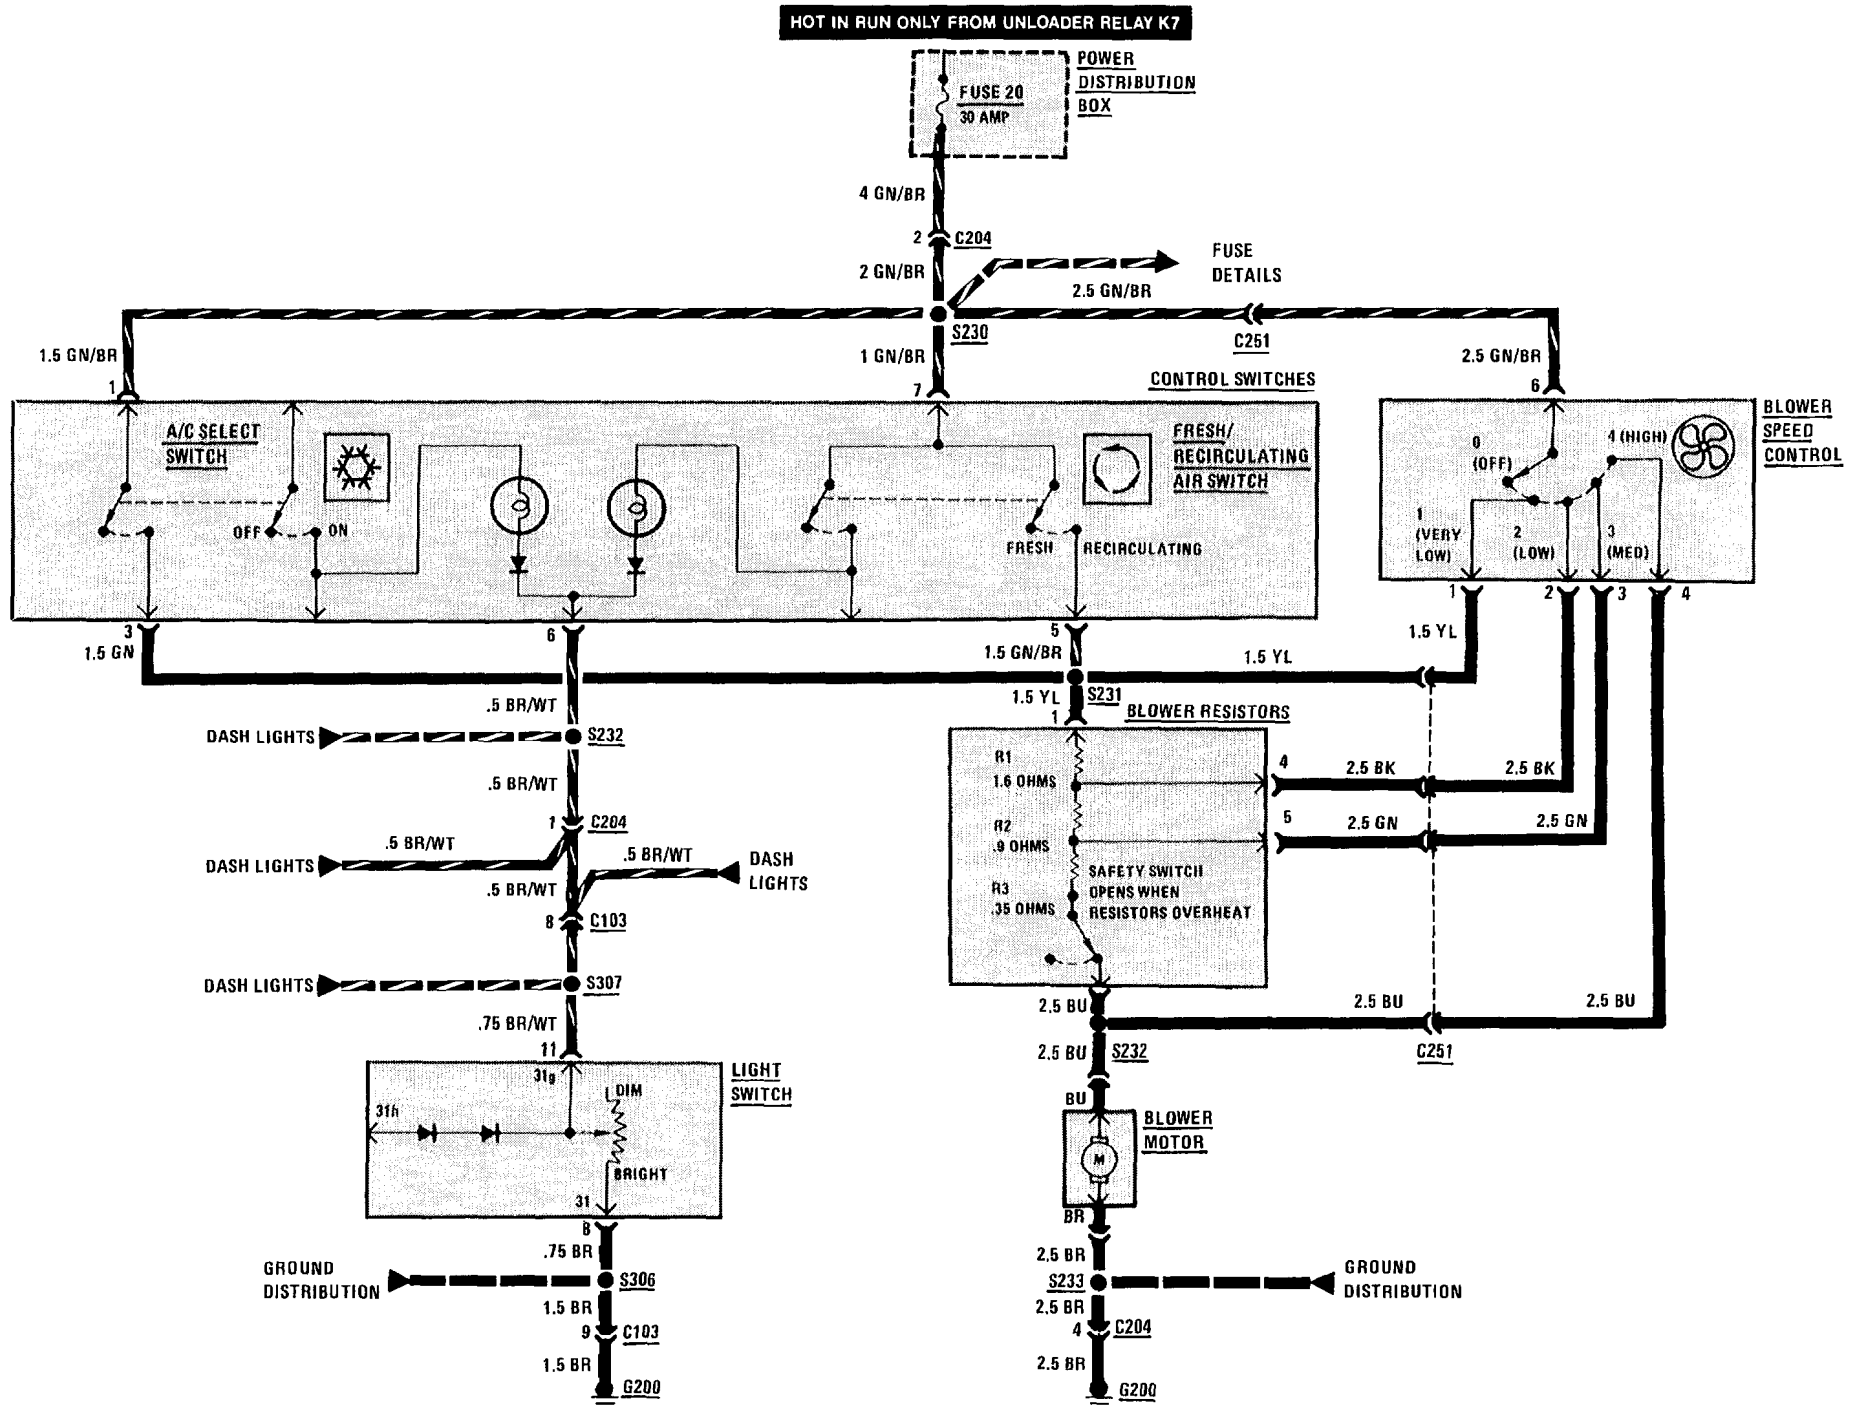 HOT IN RUN ONLY FROM UNLOADER RELAY K7
POWER
DISTRIBUTION
BOX
FUSE 20
30 AMP
4 GN/BR
2
C204
2 GN/BR
FUSE
DETAILS
2.5 GN/BR
S230
C251
1.5 GN/BR
1 GN/BR
2.5 GN/BR
1
7
6
CONTROL SWITCHES
A/C SELECT
SWITCH
OFF
ON
FRESH/
RECIRCULATING
AIR SWITCH
FRESH
RECIRCULATING
BLOWER
SPEED
CONTROL
0
(OFF)
4 (HIGH)
1
(VERY
LOW)
2
(LOW)
3
(MED)
3
6
5
1
2
3
4
1.5 GN
1.5 GN/BR
1.5 YL
1.5 YL
.5 BR/WT
1.5 YL
S231
1
BLOWER RESISTORS
DASH LIGHTS
S232
R1
1.6 OHMS
4
2.5 BK
2.5 BK
.5 BR/WT
1
C204
R2
.9 OHMS
5
2.5 GN
2.5 GN
.5 BR/WT
DASH LIGHTS
.5 BR/WT
DASH
LIGHTS
.5 BR/WT
8
C103
R3
.35 OHMS
SAFETY SWITCH
OPENS WHEN
RESISTORS OVERHEAT
DASH LIGHTS
S307
.75 BR/WT
11
2.5 BU
2.5 BU
2.5 BU
2.5 BU
S232
C251
LIGHT
SWITCH
31g
31h
DIM
BRIGHT
31
8
BU
BLOWER
MOTOR
M
BR
.75 BR
2.5 BR
GROUND
DISTRIBUTION
S306
S233
GROUND
DISTRIBUTION
1.5 BR
2.5 BR
9
C103
4
C204
1.5 BR
2.5 BR
G200
G200